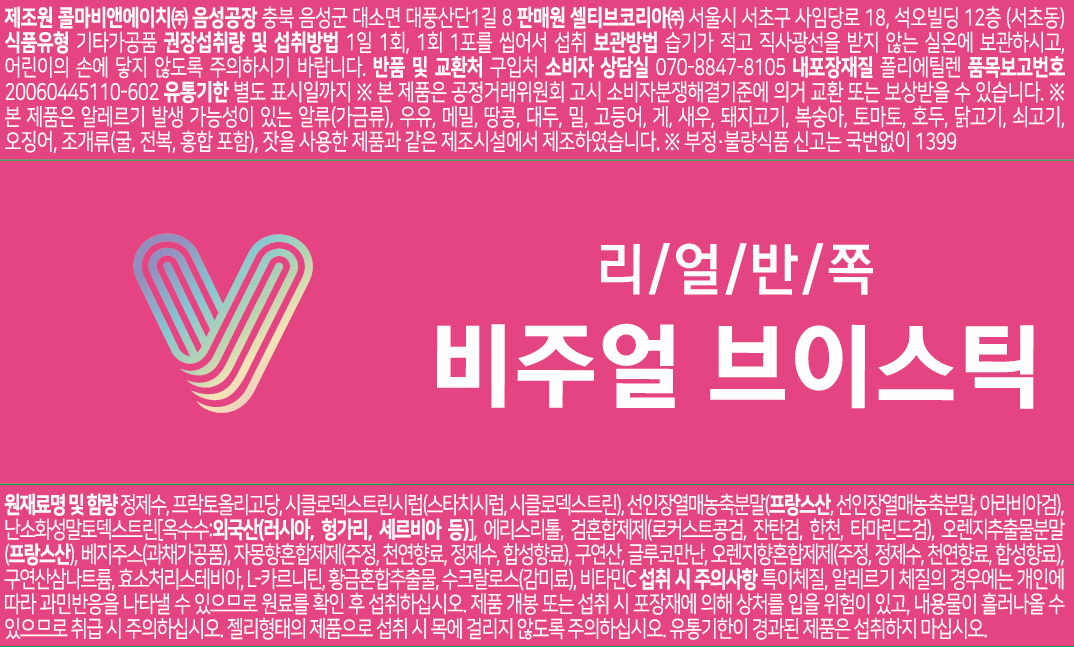 제조원 콜마비앤에이치㈜ 음성공장 충북 음성군 대소면 대풍산단1길 8 판매원 셀티브코리아㈜ 서울시 서초구 사임당로 18, 석오빌딩 12층 (서초동)
식품유형 기타가공품 권장섭취량 및 섭취방법 1일 1회, 1회 1포를 씹어서 섭취 보관방법 습기가 적고 직사광선을 받지 않는 실온에 보관하시고,
어린이의 손에 닿지 않도록 주의하시기 바랍니다. 반품 및 교환처 구입처 소비자 상담실 070-8847-8105 내포장재질 폴리에틸렌 품목보고번호
20060445110-602 유통기한 별도 표시일까지 ※ 본 제품은 공정거래위원회 고시 소비자분쟁해결기준에 의거 교환 또는 보상받을 수 있습니다. ※
본 제품은 알레르기 발생 가능성이 있는 알류(가금류), 우유, 메밀, 땅콩, 대두, 밀, 고등어, 게, 새우, 돼지고기, 복숭아, 토마토, 호두, 닭고기, 쇠고기,
오징어, 조개류(굴, 전복, 홍합 포함), 잣을 사용한 제품과 같은 제조시설에서 제조하였습니다. ※ 부정·불량식품 신고는 국번없이 1399
리/얼/반/쪽
비주얼 브이스틱
원재료명 및 함량 정제수, 프락토올리고당, 시클로덱스트린시럽(스타치시럽, 시클로덱스트린), 선인장열매농축분말(프랑스산, 선인장열매농축분말, 아라비아검),
난소화성말토덱스트린[옥수수:외국산(러시아, 헝가리, 세르비아 등)], 에리스리톨, 검혼합제제(로커스트콩검, 잔탄검, 한천, 타마린드검), 오렌지추출물분말
(프랑스산), 베지주스(과채가공품), 자몽향혼합제제(주정, 천연향료, 정제수, 합성향료), 구연산, 글루코만난, 오렌지향혼합제제(주정, 정제수, 천연향료, 합성향료),
구연산삼나트륨, 효소처리스테비아, L-카르니틴, 황금혼합추출물, 수크랄로스(감미료), 비타민C 섭취 시 주의사항 특이체질, 알레르기 체질의 경우에는 개인에
따라 과민반응을 나타낼 수 있으므로 원료를 확인 후 섭취하십시오. 제품 개봉 또는 섭취 시 포장재에 의해 상처를 입을 위험이 있고, 내용물이 흘러나올 수
있으므로 취급 시 주의하십시오. 젤리형태의 제품으로 섭취 시 목에 걸리지 않도록 주의하십시오. 유통기한이 경과된 제품은 섭취하지 마십시오.